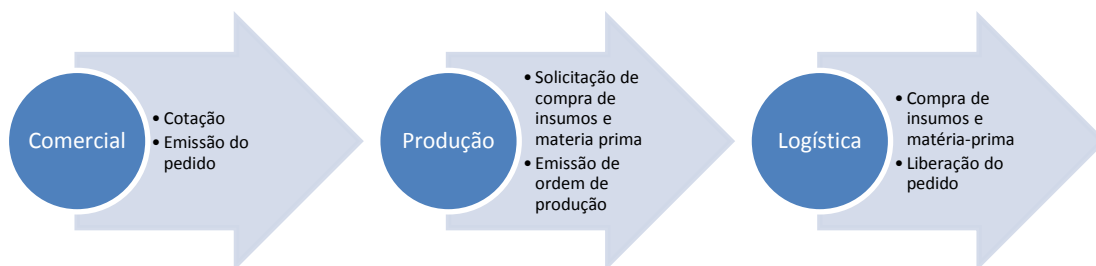 Comercial
• Cotação
• Emissão do
pedido
Produção
• Solicitação de
compra de
insumos e
materia prima
• Emissão de
ordem de
produção
Logística
• Compra de
insumos e
matéria-prima
• Liberação do
pedido